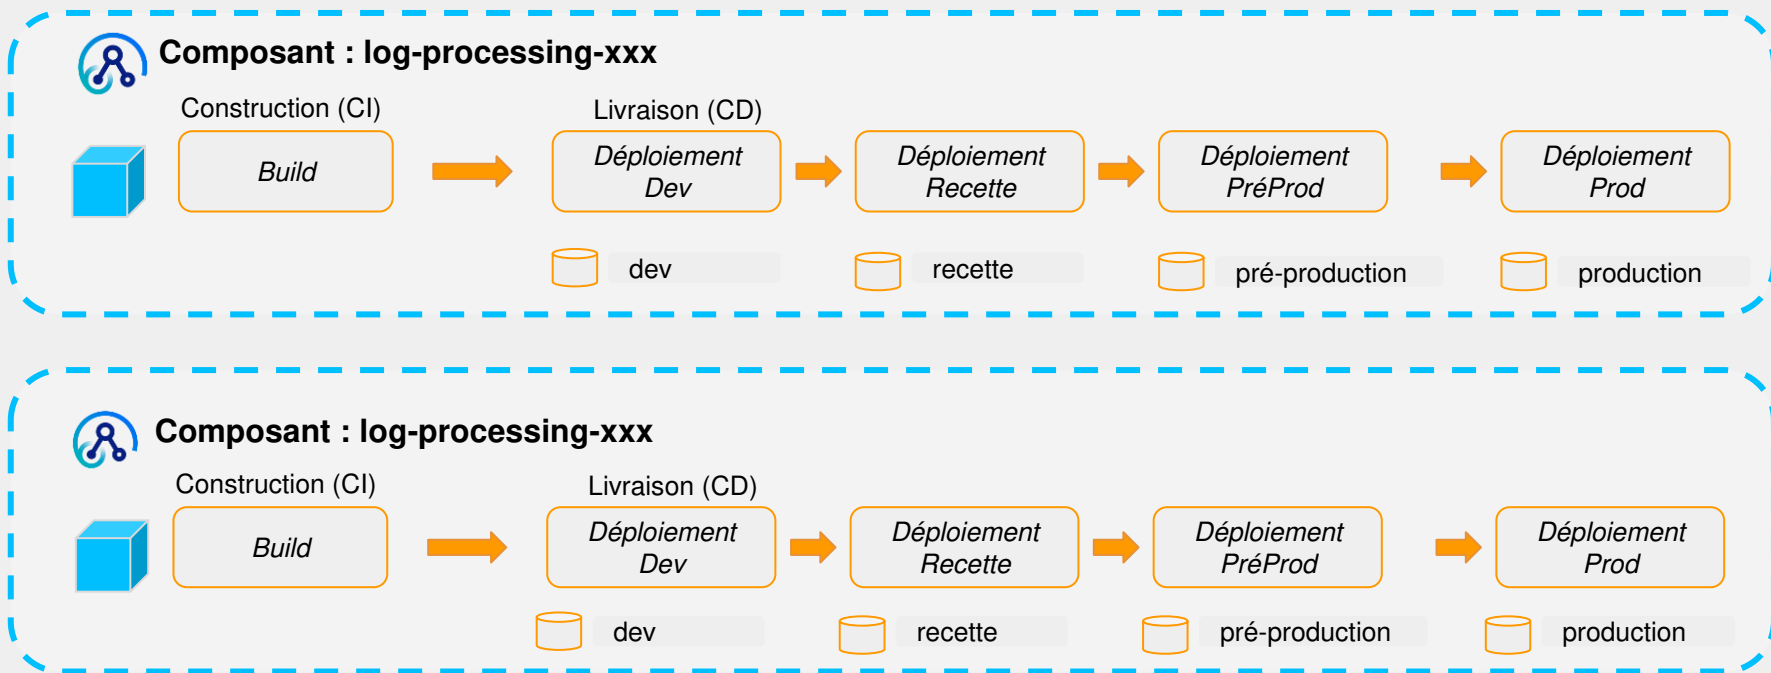 Composant : log-processing-xxx
Construction (CI)
Livraison (CD)
Build
Déploiement
Dev
Déploiement
Recette
Déploiement
PréProd
Déploiement
Prod
dev
recette
pré-production
production
Composant : log-processing-xxx
Construction (CI)
Livraison (CD)
Build
Déploiement
Dev
Déploiement
Recette
Déploiement
PréProd
Déploiement
Prod
dev
recette
pré-production
production